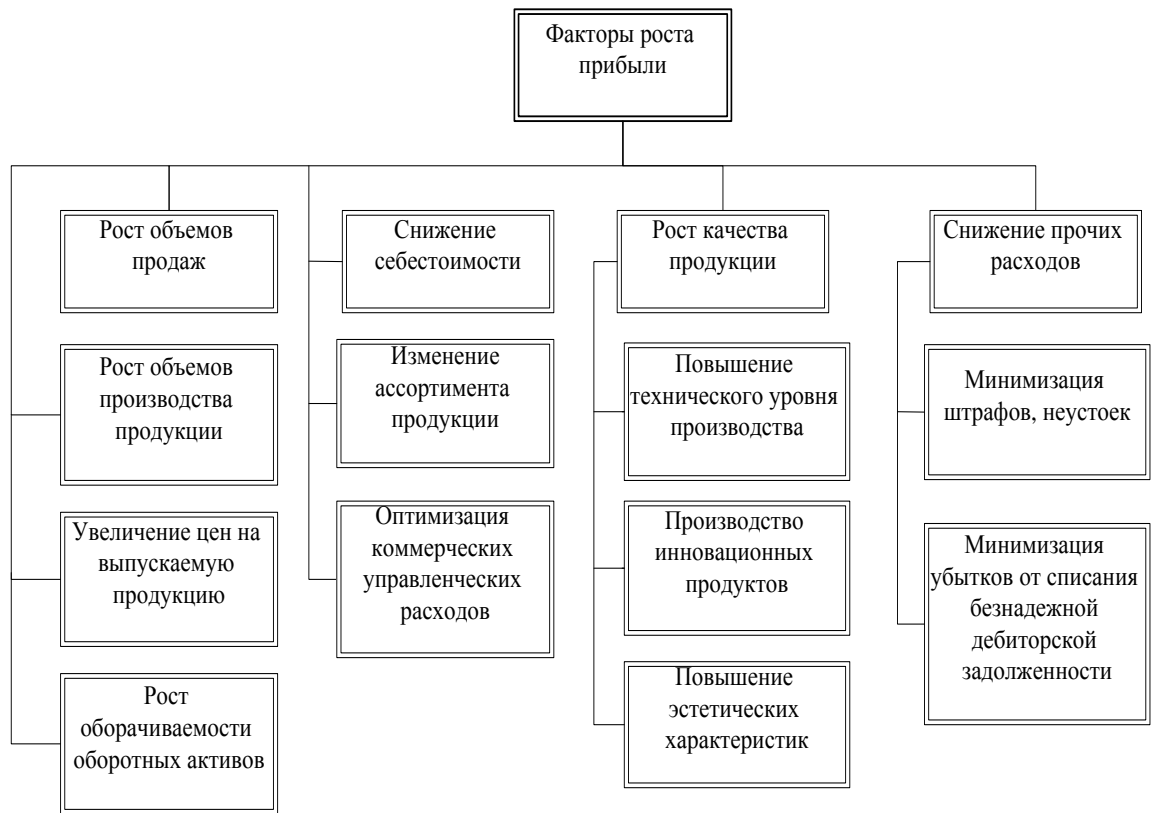 Факторы роста
прибыли
Рост объемов
продаж
Рост объемов
производства
продукции
Увеличение цен на
выпускаемую
продукцию
Рост
оборачиваемости
оборотных активов
Снижение
себестоимости
Изменение
ассортимента
продукции
Оптимизация
коммерческих
управленческих
расходов
Рост качества
продукции
Повышение
технического уровня
производства
Производство
инновационных
продуктов
Повышение
эстетических
характеристик
Снижение прочих
расходов
Минимизация
штрафов, неустоек
Минимизация
убытков от списания
безнадежной
дебиторской
задолженности